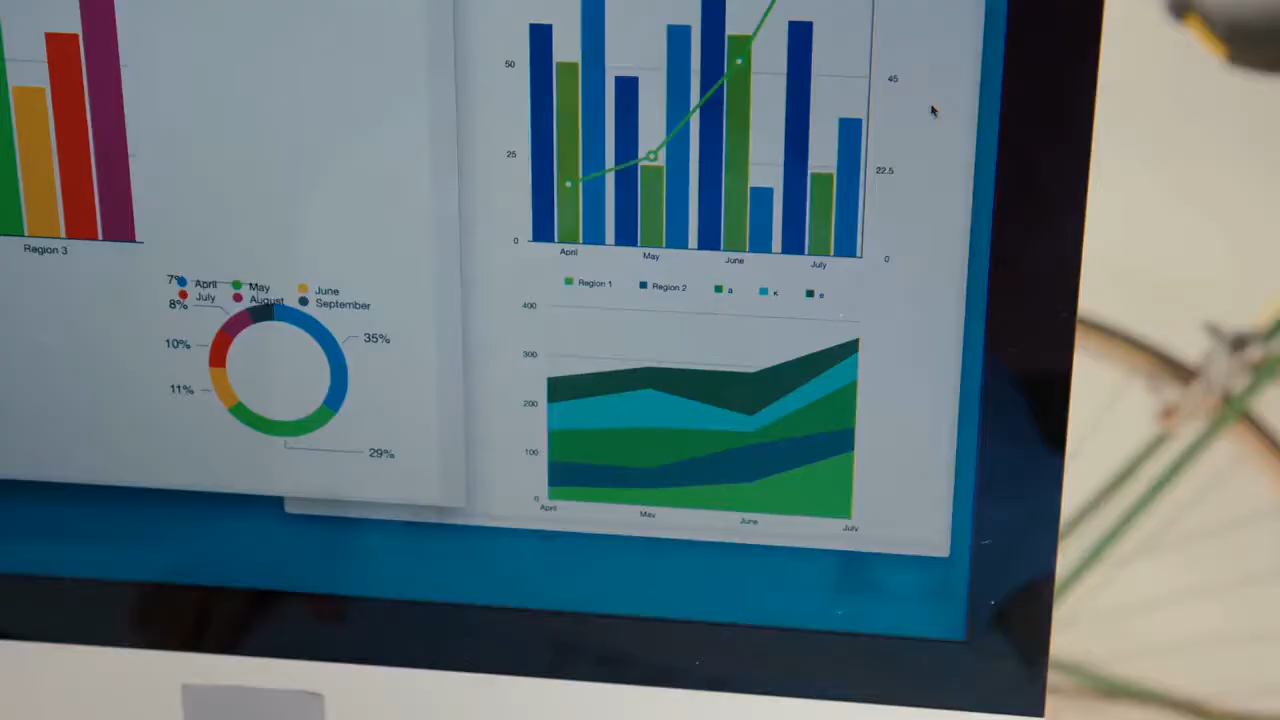 Region 3
7%
April May June
July August September
8%
35%
10%
11%
29%
50
25
0
45
22.5
0
April May June July
Region 1 Region 2 a к e
400
300
200
100
0
April May June July